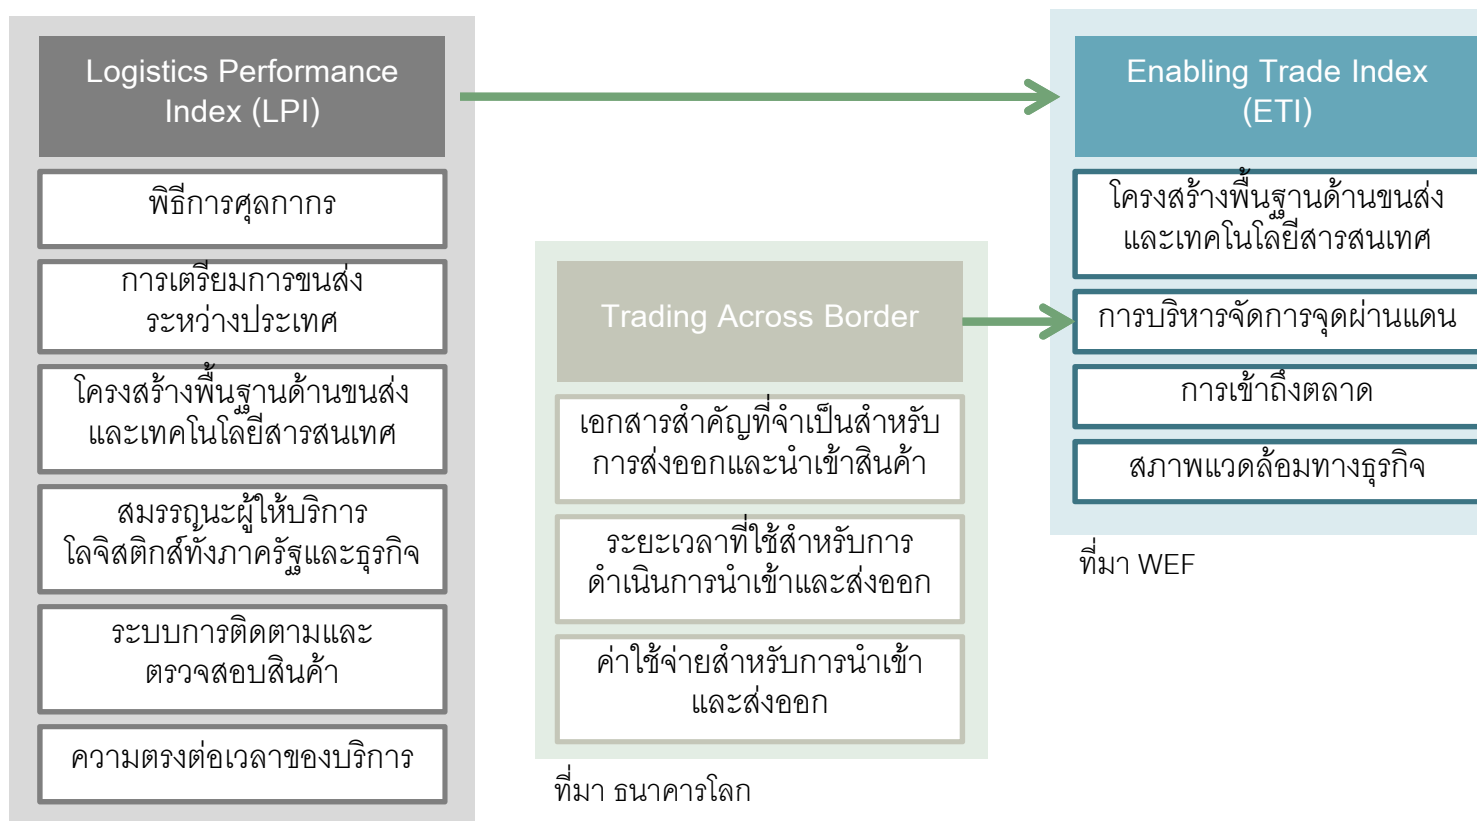 Logistics Performance
Index (LPI)
พิธีการศุลกากร
การเตรียมการขนส่ง
ระหว่างประเทศ
โครงสร้างพื้นฐานด้านขนส่ง
และเทคโนโลยีสารสนเทศ
สมรรถนะผู้ให้บริการ
โลจิสติกส์ทั้งภาครัฐและธุรกิจ
ระบบการติดตามและ
ตรวจสอบสินค้า
ความตรงต่อเวลาของบริการ
Trading Across Border
เอกสารสำคัญที่จำเป็นสำหรับ
การส่งออกและนำเข้าสินค้า
ระยะเวลาที่ใช้สำหรับการ
ดำเนินการนำเข้าและส่งออก
ค่าใช้จ่ายสำหรับการนำเข้า
และส่งออก
ที่มา ธนาคารโลก
Enabling Trade Index
(ETI)
โครงสร้างพื้นฐานด้านขนส่ง
และเทคโนโลยีสารสนเทศ
การบริหารจัดการจุดผ่านแดน
การเข้าถึงตลาด
สภาพแวดล้อมทางธุรกิจ
ที่มา WEF